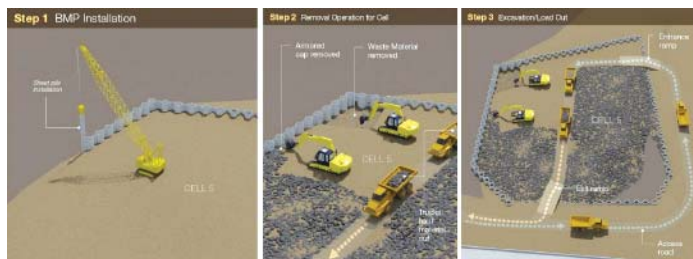 Step 1 BMP Installation
Sheet pile
installation
CELL 5
Step 2 Removal Operation for Cell
Armored
cap removed
Waste Material
removed
CELL 5
Trucks
haul
material
out
Step 3 Excavation/Load Out
Entrance
ramp
CELL 5
Exit ramp
Access
road